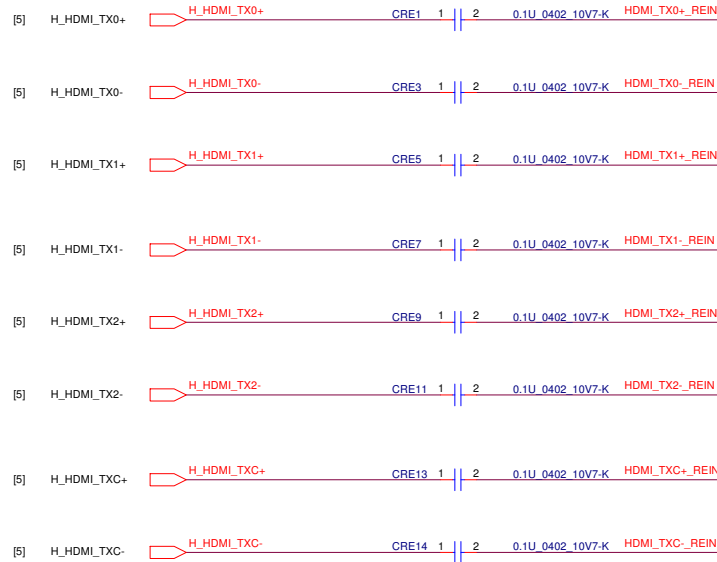 [5] H_HDMI_TX0+ H_HDMI_TX0+ CRE1 1 2 0.1U_0402_10V7-K HDMI_TX0+_REIN
[5] H_HDMI_TX0- H_HDMI_TX0- CRE3 1 2 0.1U_0402_10V7-K HDMI_TX0-_REIN
[5] H_HDMI_TX1+ H_HDMI_TX1+ CRE5 1 2 0.1U_0402_10V7-K HDMI_TX1+_REIN
[5] H_HDMI_TX1- H_HDMI_TX1- CRE7 1 2 0.1U_0402_10V7-K HDMI_TX1-_REIN
[5] H_HDMI_TX2+ H_HDMI_TX2+ CRE9 1 2 0.1U_0402_10V7-K HDMI_TX2+_REIN
[5] H_HDMI_TX2- H_HDMI_TX2- CRE11 1 2 0.1U_0402_10V7-K HDMI_TX2-_REIN
[5] H_HDMI_TXC+ H_HDMI_TXC+ CRE13 1 2 0.1U_0402_10V7-K HDMI_TXC+_REIN
[5] H_HDMI_TXC- H_HDMI_TXC- CRE14 1 2 0.1U_0402_10V7-K HDMI_TXC-_REIN